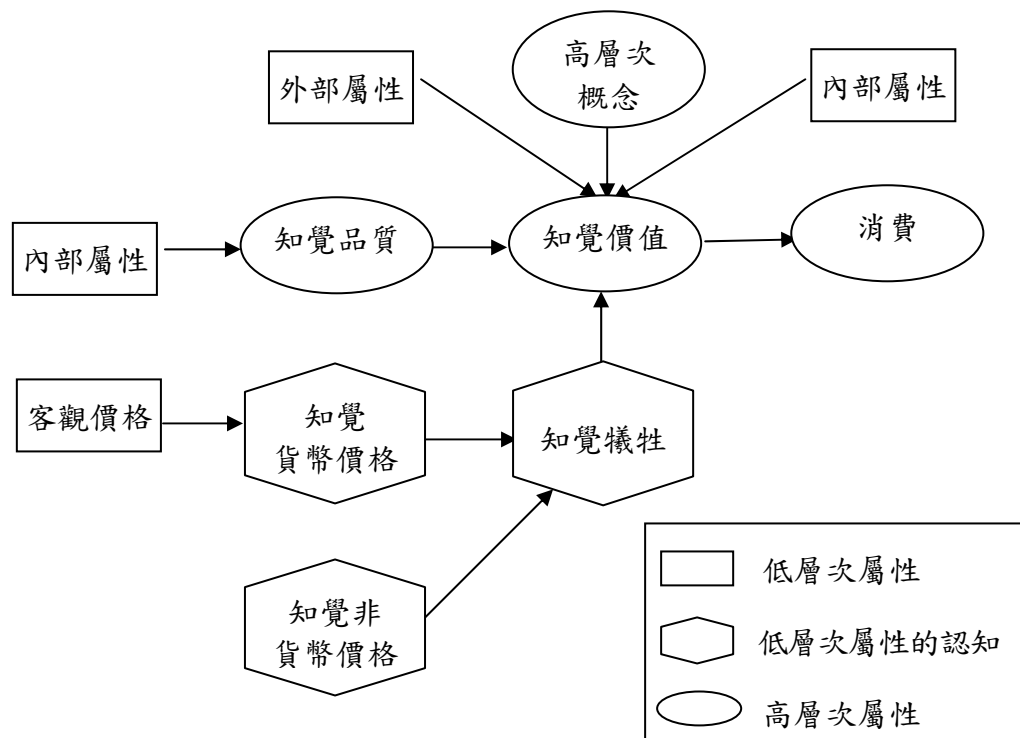 高層次
概念
外部屬性
內部屬性
內部屬性
知覺品質
知覺價值
消費
客觀價格
知覺
貨幣價格
知覺犧牲
知覺非
貨幣價格
低層次屬性
低層次屬性的認知
高層次屬性